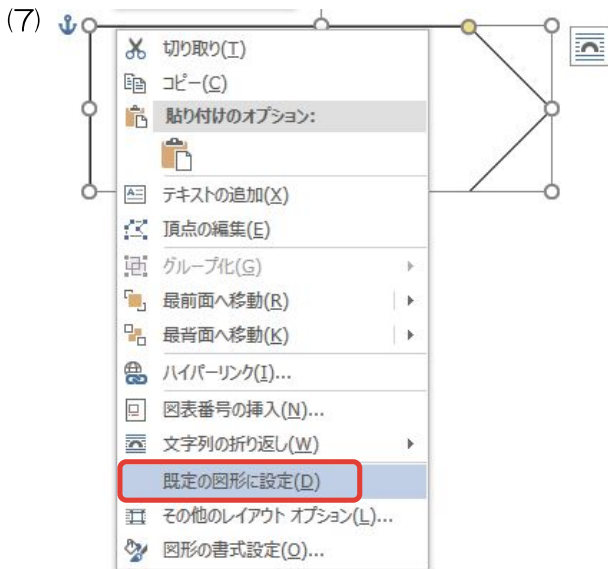 (7)
切り取り(T)
コピー(C)
貼り付けのオプション:
テキストの追加(X)
頂点の編集(E)
グループ化(G)
最前面へ移動(R)
最背面へ移動(K)
ハイパーリンク(I)...
図表番号の挿入(N)...
文字列の折り返し(W)
既定の図形に設定(D)
その他のレイアウト オプション(L)...
図形の書式設定(O)...